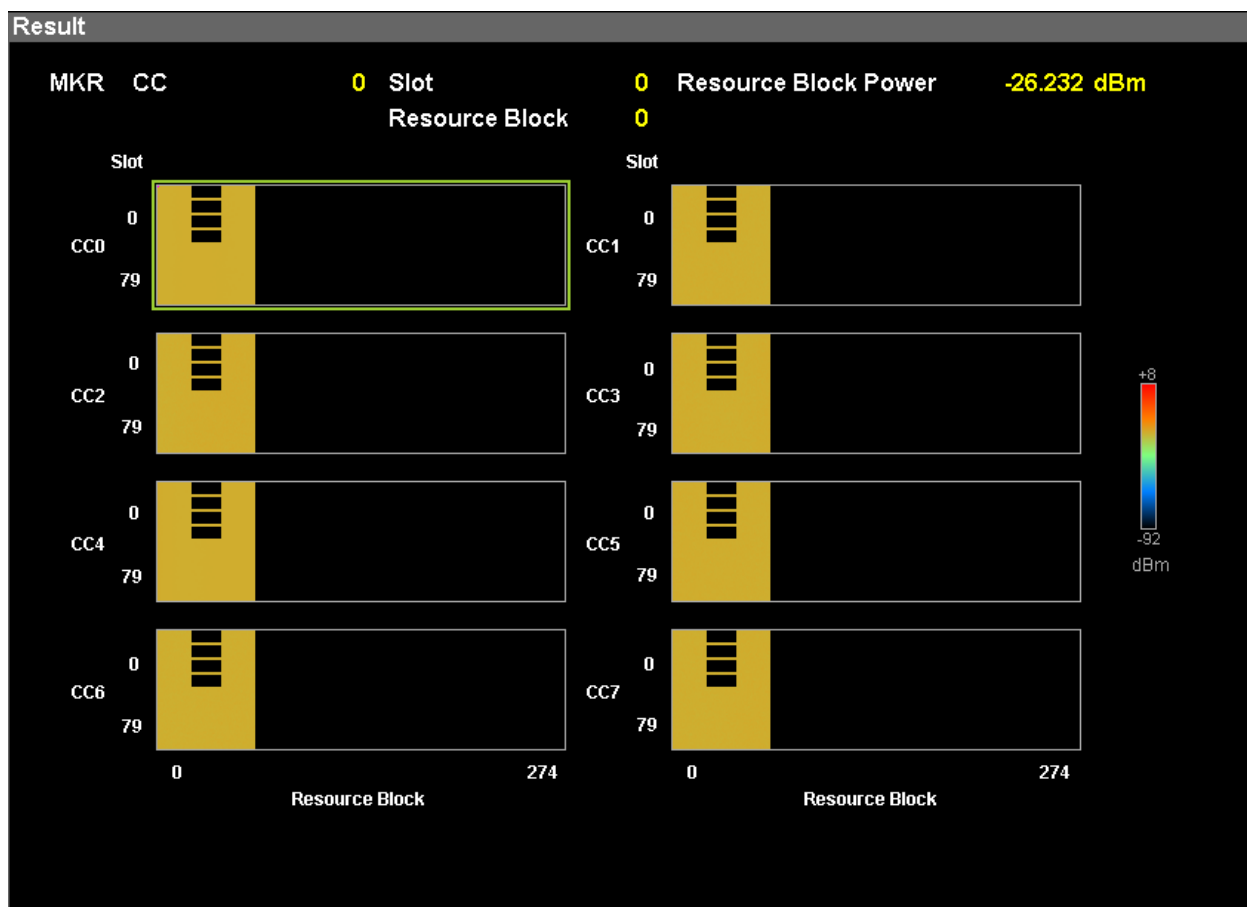 Result
MKR CC 0 Slot 0 Resource Block Power -26.232 dBm
Resource Block 0
Slot Slot
0 0
CC0 CC1
79 79
0 0
CC2 CC3
79 79
0 0
CC4 CC5
79 79
0 0
CC6 CC7
79 79
0 274 0 274
Resource Block Resource Block
+8
-92
dBm